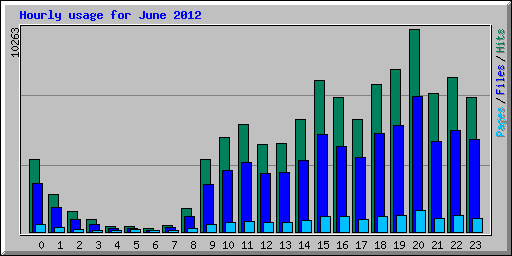 Hourly usage for June 2012
10263
Pages / Files / Hits
0 1 2 3 4 5 6 7 8 9 10 11 12 13 14 15 16 17 18 19 20 21 22 23